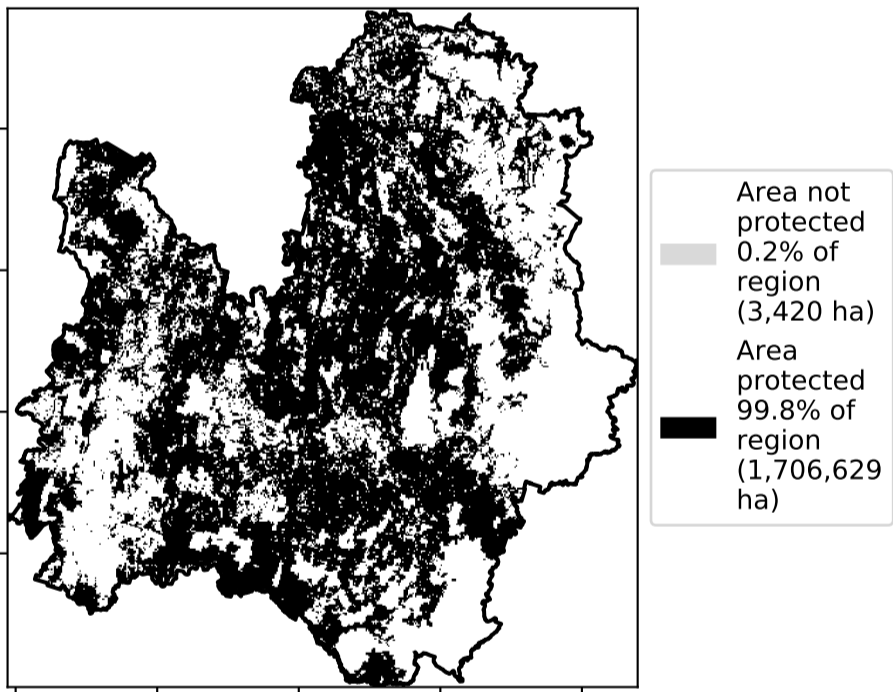 Area not
protected
0.2% of
region
(3,420 ha)
Area
protected
99.8% of
region
(1,706,629
ha)